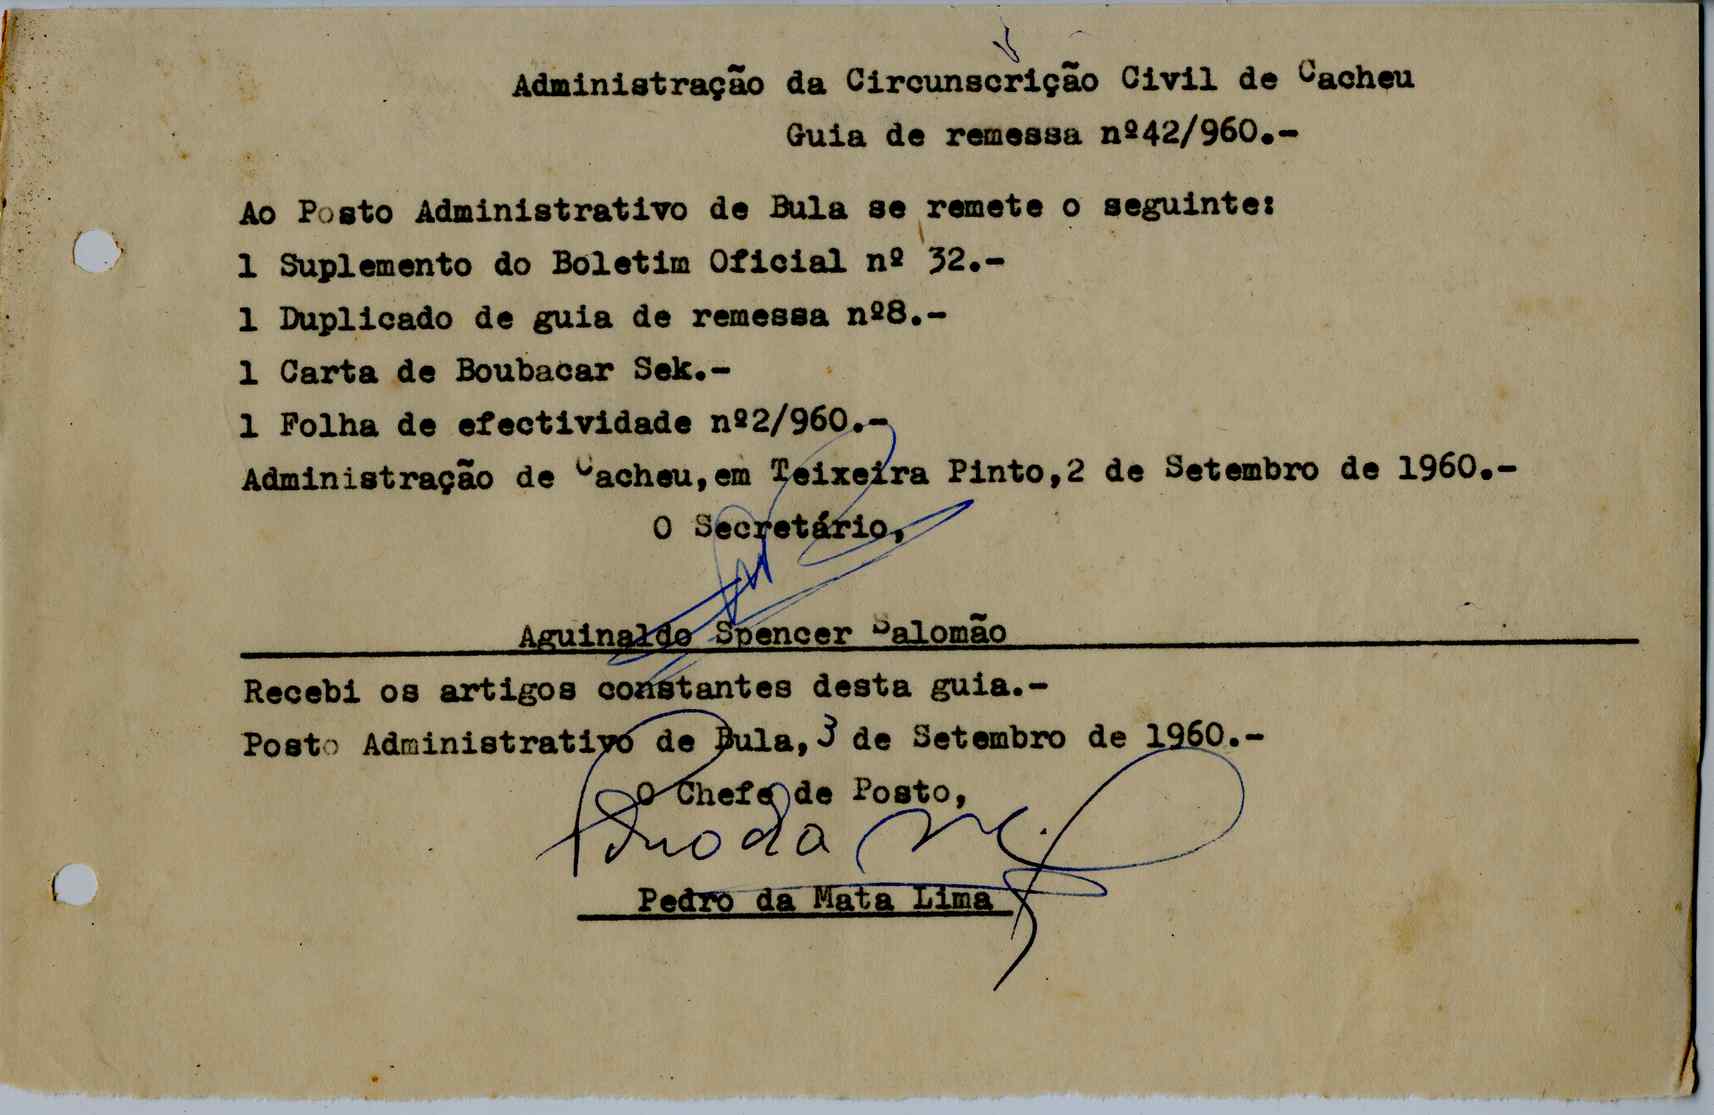 Administração da Circunscrição Civil de Cacheu
Guia de remessa nº42/960.-
Ao Posto Administrativo de Bula se remete o seguinte:
1 Suplemento do Boletim Oficial nº 32.-
1 Duplicado de guia de remessa nº8.-
1 Carta de Boubacar Sek.-
1 Folha de efectividade nº2/960.-
Administração de Cacheu,em Teixeira Pinto,2 de Setembro de 1960.-
O Secretário,
Aguinaldo Spencer Salomão
Recebi os artigos constantes desta guia.-
Posto Administrativo de Bula,3 de Setembro de 1960.-
O Chefe de Posto,
Pedro da Mata Lima